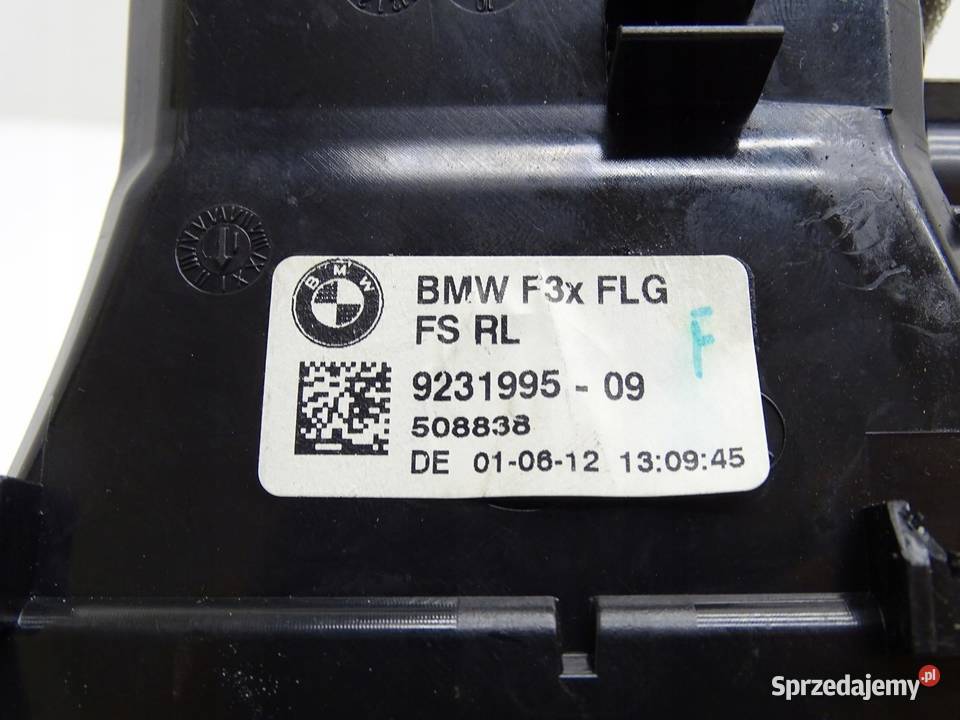 BMW
BMW F3x FLG
FS RL
F
9231995 - 09
508838
DE 01-06-12 13:09:45
Sprzedajemy.pl